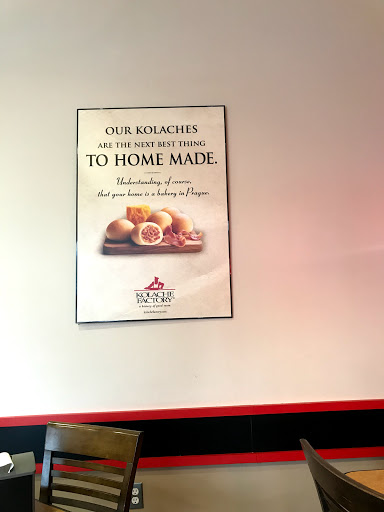 OUR KOLACHES
ARE THE NEXT BEST THING
TO HOME MADE.
Understanding, of course,
that your home is a bakery in Prague.
KOLACHE
FACTORY